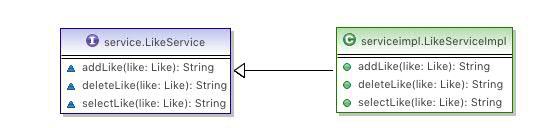 I service.LikeService
addLike(like: Like): String
deleteLike(like: Like): String
selectLike(like: Like): String
C serviceimpl.LikeServiceImpl
addLike(like: Like): String
deleteLike(like: Like): String
selectLike(like: Like): String